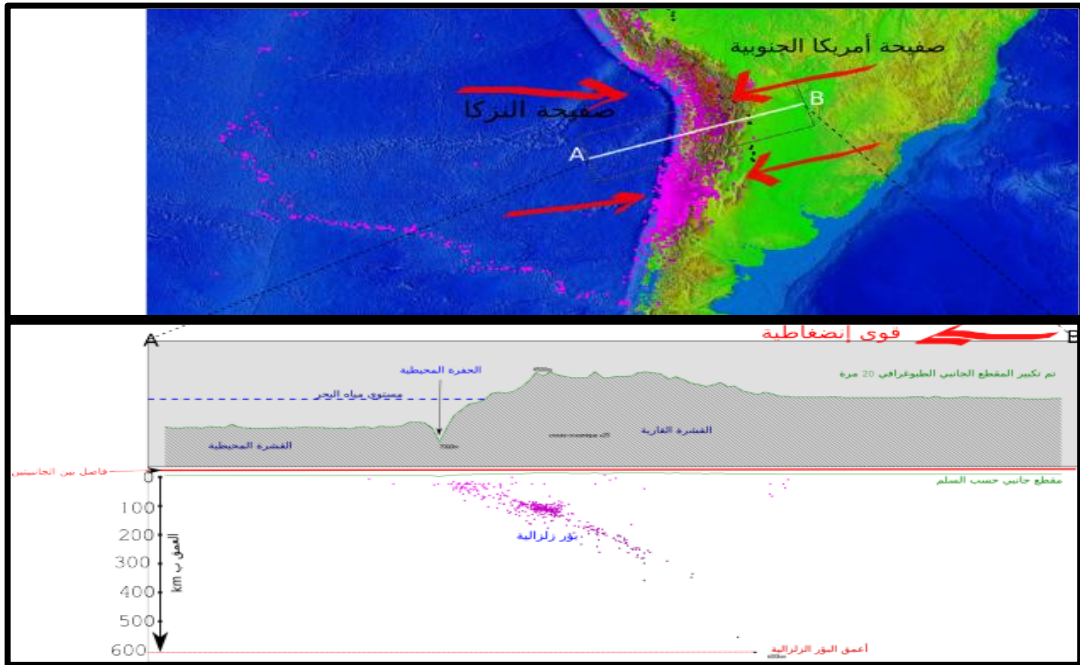 صفيحة أمريكا الجنوبية
صفيحة النزكا
B
A
A
B
قوى إنضغاطية
الحفرة المحيطية
تم تكبير المقطع الجانبي الطبوغرافي 20 مرة
مستوى مياه البحر
القشرة القارية
القشرة المحيطية
7000m
فاصل بين الجانبيتين
مقطع جانبي حسب السلم
0
100
200
300
400
500
600
العمق ب km
بؤر زلزالية
أعمق البؤر الزلزالية